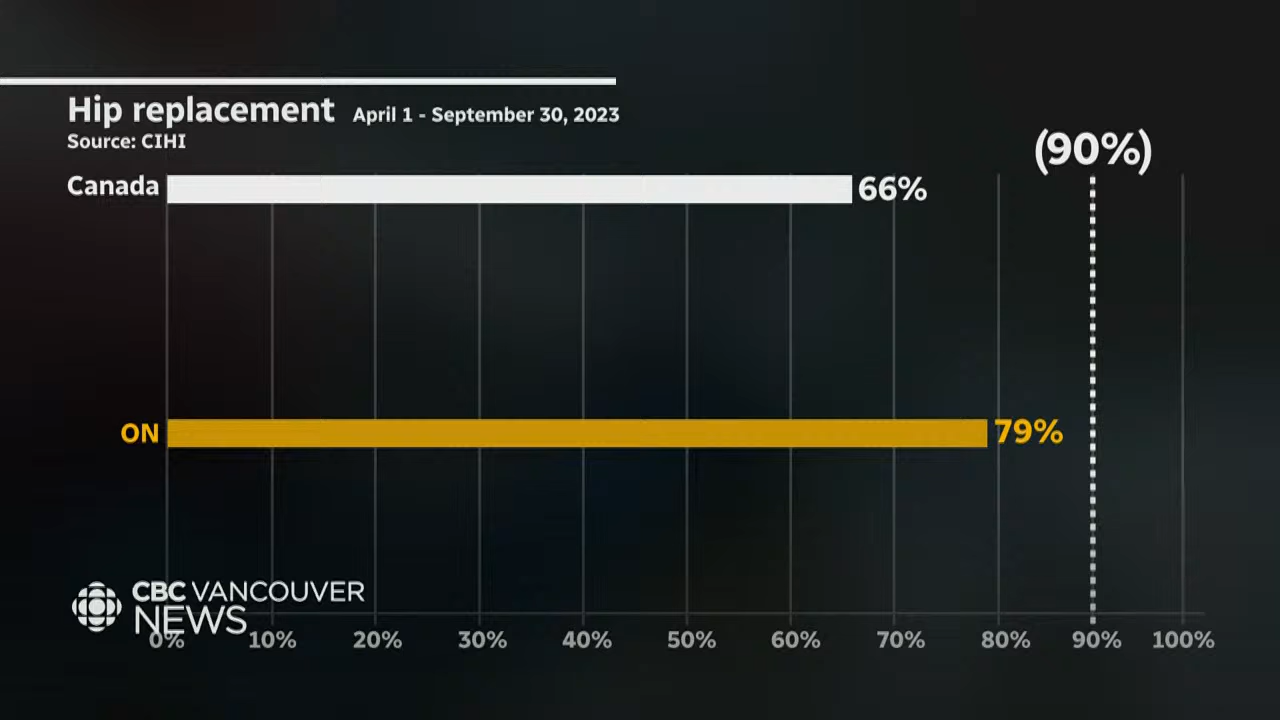 Hip replacement April 1 - September 30, 2023
Source: CIHI
(90%)
Canada 66%
ON 79%
CBC VANCOUVER
NEWS
0% 10% 20% 30% 40% 50% 60% 70% 80% 90% 100%